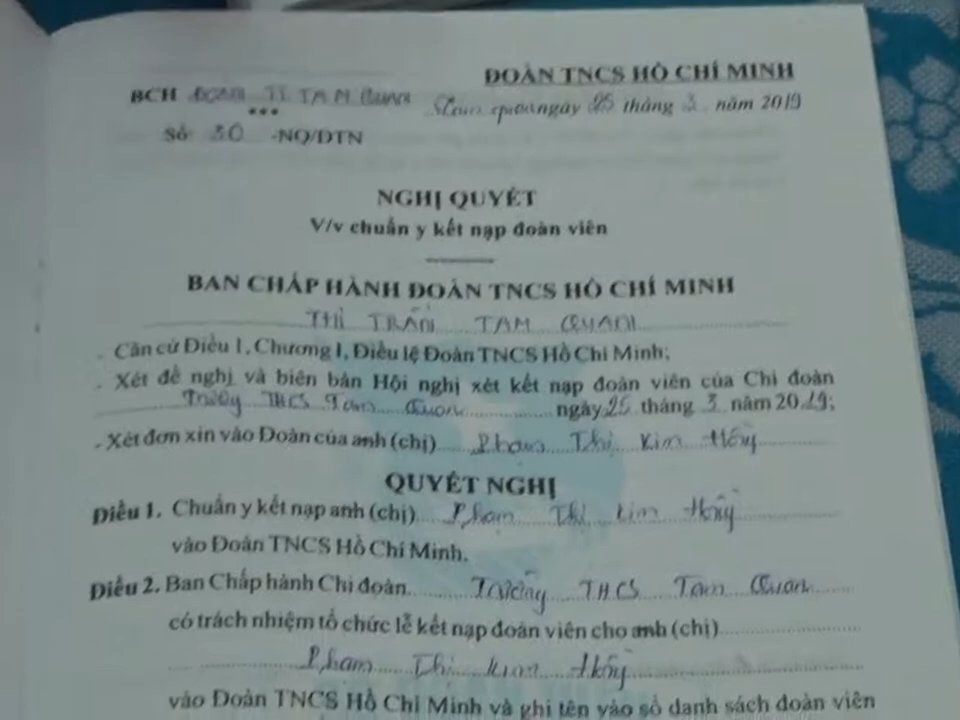 ĐOÀN TNCS HỒ CHÍ MINH
BCH ĐOÀN TT TAM QUAN
Tam quan ngày 25 tháng 3 năm 2019
***
Số 30 -NQ/ĐTN
NGHỊ QUYẾT
V/v chuẩn y kết nạp đoàn viên
BAN CHẤP HÀNH ĐOÀN TNCS HỒ CHÍ MINH
THỊ TRẤN TAM QUAN
- Căn cứ Điều 1, Chương I, Điều lệ Đoàn TNCS Hồ Chí Minh;
- Xét đề nghị và biên bản Hội nghị xét kết nạp đoàn viên của Chi đoàn
Trường THCS Tam Quan ngày 25 tháng 3 năm 2019;
- Xét đơn xin vào Đoàn của anh (chị) Phạm Thị Kim Hồng
QUYẾT NGHỊ
Điều 1. Chuẩn y kết nạp anh (chị) Phạm Thị Kim Hồng
vào Đoàn TNCS Hồ Chí Minh.
Điều 2. Ban Chấp hành Chi đoàn Trường THCS Tam Quan
có trách nhiệm tổ chức lễ kết nạp đoàn viên cho anh (chị)
Phạm Thị Kim Hồng
vào Đoàn TNCS Hồ Chí Minh và ghi tên vào sổ danh sách đoàn viên